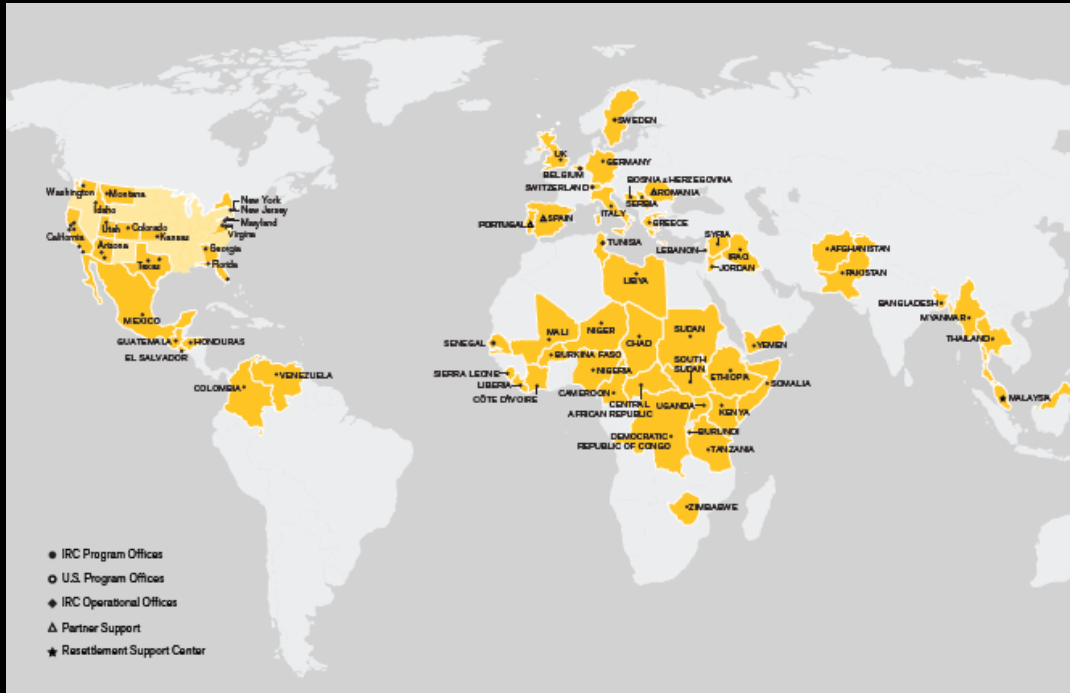 SWEDEN
UK
GERMANY
BELGIUM
SWITZERLAND
BOSNIA & HERZEGOVINA
ROMANIA
SERBIA
ITALY
PORTUGAL
SPAIN
GREECE
Washington
Montana
Idaho
Utah
Colorado
California
Kansas
Arizona
Texas
New York
New Jersey
Maryland
Virginia
Georgia
Florida
TUNISIA
LIBYA
SYRIA
LEBANON
IRAQ
JORDAN
AFGHANISTAN
PAKISTAN
BANGLADESH
MYANMAR
THAILAND
MALAYSIA
MEXICO
GUATEMALA
HONDURAS
EL SALVADOR
VENEZUELA
COLOMBIA
SENEGAL
MALI
NIGER
CHAD
SUDAN
YEMEN
BURKINA FASO
SIERRA LEONE
LIBERIA
CÔTE D'IVOIRE
NIGERIA
CAMEROON
CENTRAL
AFRICAN REPUBLIC
SOUTH
SUDAN
ETHIOPIA
SOMALIA
UGANDA
KENYA
DEMOCRATIC
REPUBLIC OF CONGO
BURUNDI
TANZANIA
ZIMBABWE
IRC Program Offices
U.S. Program Offices
IRC Operational Offices
Partner Support
Resettlement Support Center